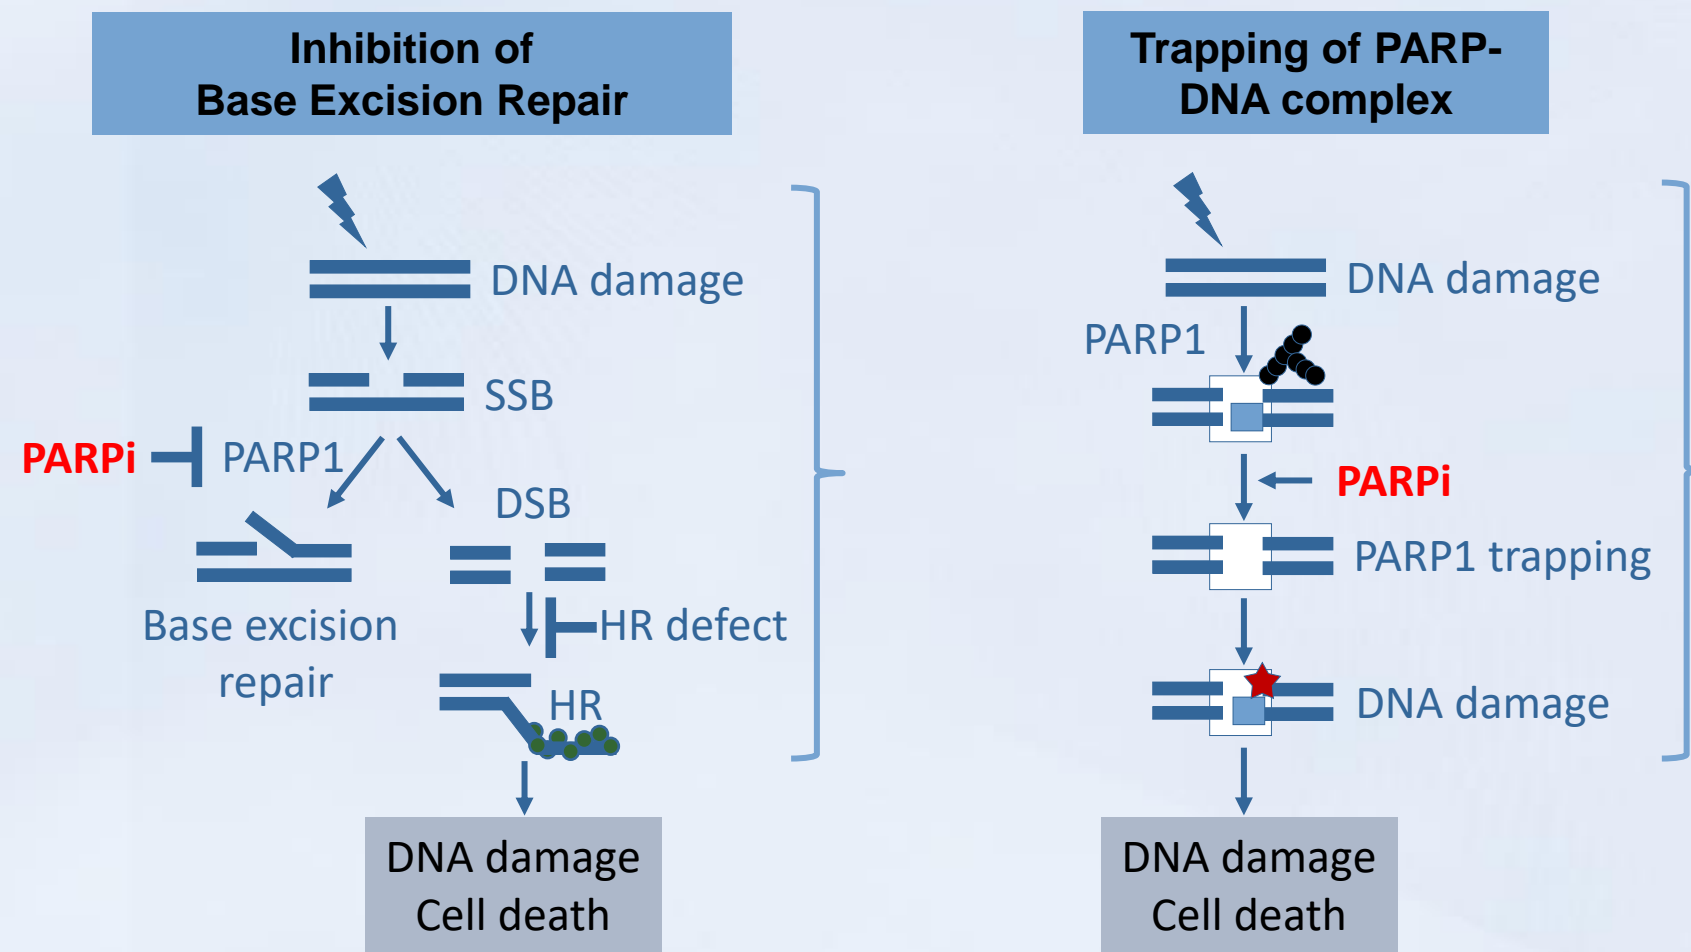 Inhibition of
Base Excision Repair
DNA damage
SSB
PARPi
PARP1
DSB
Base excision
repair
HR defect
HR
DNA damage
Cell death
Trapping of PARP-
DNA complex
DNA damage
PARP1
PARPi
PARP1 trapping
DNA damage
DNA damage
Cell death